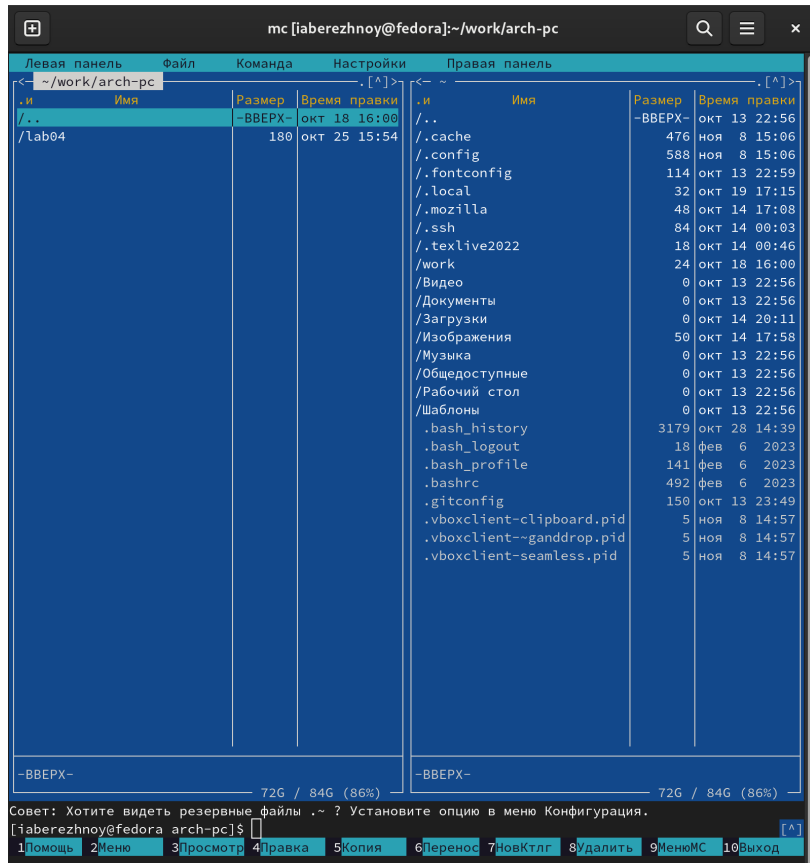 mc [iaberezhnoy@fedora]:~/work/arch-pc
Левая панель Файл Команда Настройки Правая панель
<— ~/work/arch-pc .[^]>
.и Имя Размер Время правки
/.. -ВВЕРХ- окт 18 16:00
/lab04 180 окт 25 15:54
-ВВЕРХ-
72G / 84G (86%)
<— ~ .[^]>
.и Имя Размер Время правки
/.. -ВВЕРХ- окт 13 22:56
/.cache 476 ноя 8 15:06
/.config 588 ноя 8 15:06
/.fontconfig 114 окт 13 22:59
/.local 32 окт 19 17:15
/.mozilla 48 окт 14 17:08
/.ssh 84 окт 14 00:03
/.texlive2022 18 окт 14 00:46
/work 24 окт 18 16:00
/Видео 0 окт 13 22:56
/Документы 0 окт 13 22:56
/Загрузки 0 окт 14 20:11
/Изображения 50 окт 14 17:58
/Музыка 0 окт 13 22:56
/Общедоступные 0 окт 13 22:56
/Рабочий стол 0 окт 13 22:56
/Шаблоны 0 окт 13 22:56
.bash_history 3179 окт 28 14:39
.bash_logout 18 фев 6 2023
.bash_profile 141 фев 6 2023
.bashrc 492 фев 6 2023
.gitconfig 150 окт 13 23:49
.vboxclient-clipboard.pid 5 ноя 8 14:57
.vboxclient-~ganddrop.pid 5 ноя 8 14:57
.vboxclient-seamless.pid 5 ноя 8 14:57
-ВВЕРХ-
72G / 84G (86%)
Совет: Хотите видеть резервные файлы .~ ? Установите опцию в меню Конфигурация.
[iaberezhnoy@fedora arch-pc]$ [^]
1Помощь 2Меню 3Просмотр 4Правка 5Копия 6Перенос 7НовКтлг 8Удалить 9МенюМС 10Выход